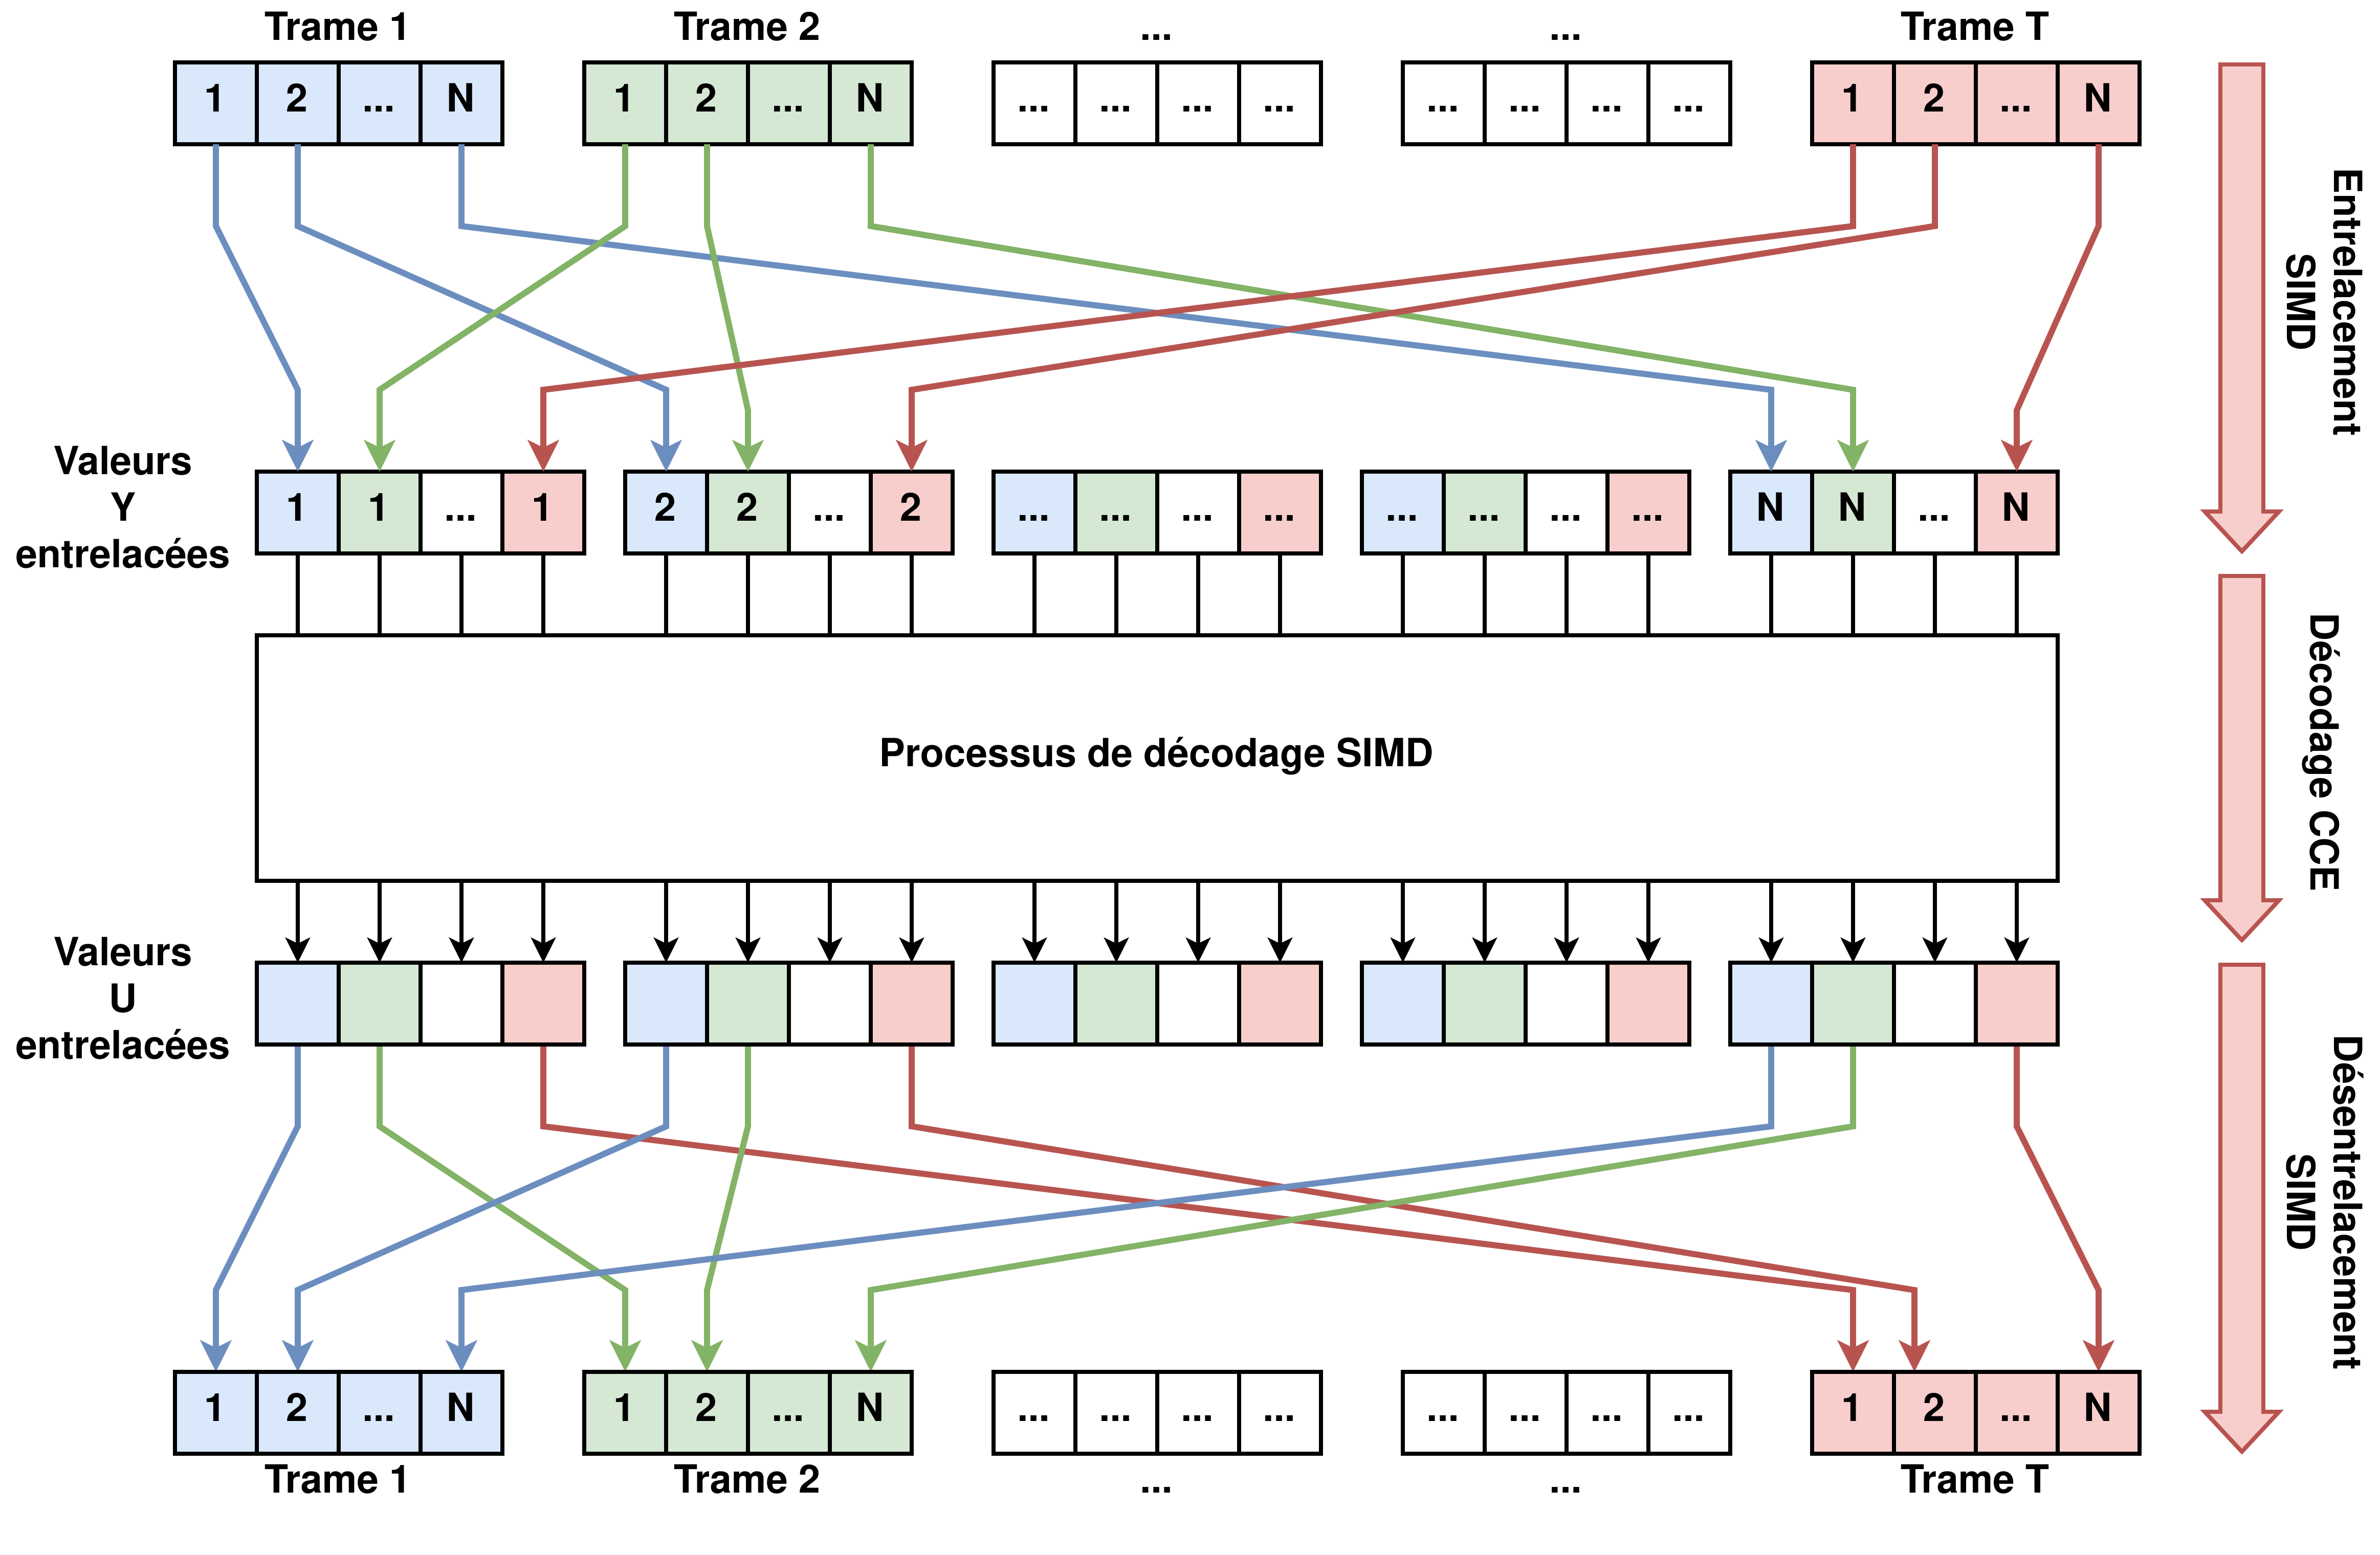 Trame 1 Trame 2 ... ... Trame T
1 2 ... N 1 2 ... N ... ... ... ... ... ... ... ... 1 2 ... N
Entrelacement
SIMD
Valeurs
Y
entrelacées
1 1 ... 1 2 2 ... 2 ... ... ... ... ... ... ... ... N N ... N
Processus de décodage SIMD
Décodage CCE
Valeurs
U
entrelacées
Désentrelacement
SIMD
1 2 ... N 1 2 ... N ... ... ... ... ... ... ... ... 1 2 ... N
Trame 1 Trame 2 ... ... Trame T